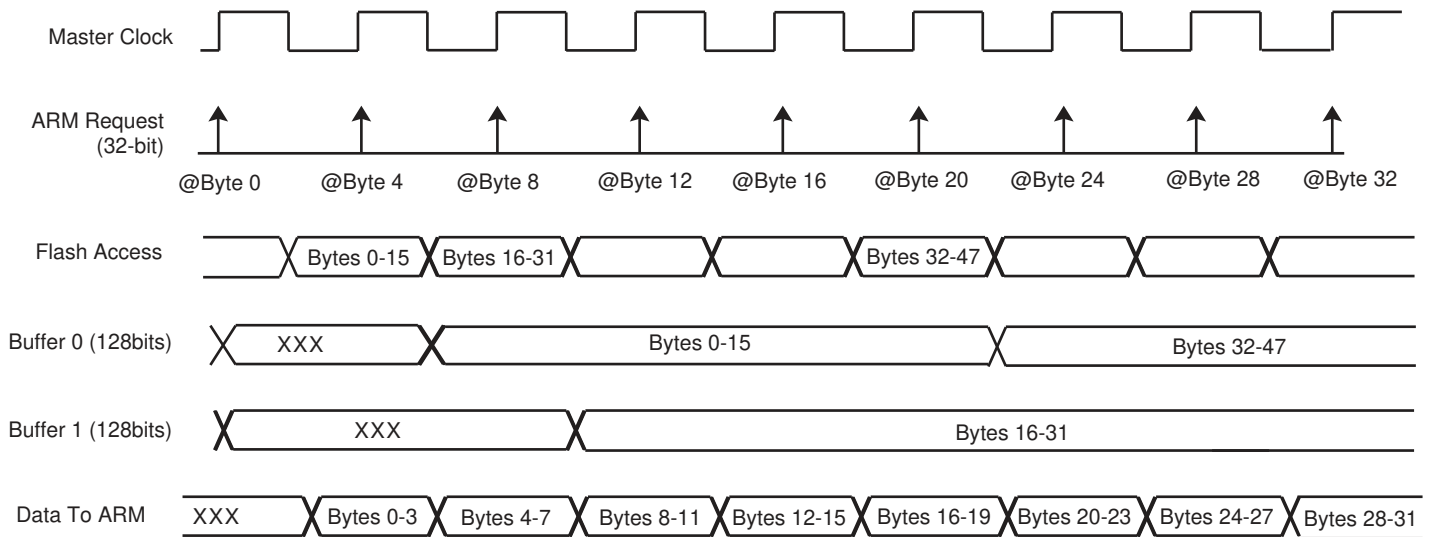 Master Clock
ARM Request
(32-bit)
@Byte 0 @Byte 4 @Byte 8 @Byte 12 @Byte 16 @Byte 20 @Byte 24 @Byte 28 @Byte 32
Flash Access Bytes 0-15 Bytes 16-31 Bytes 32-47
Buffer 0 (128bits) XXX Bytes 0-15 Bytes 32-47
Buffer 1 (128bits) XXX Bytes 16-31
Data To ARM XXX Bytes 0-3 Bytes 4-7 Bytes 8-11 Bytes 12-15 Bytes 16-19 Bytes 20-23 Bytes 24-27 Bytes 28-31